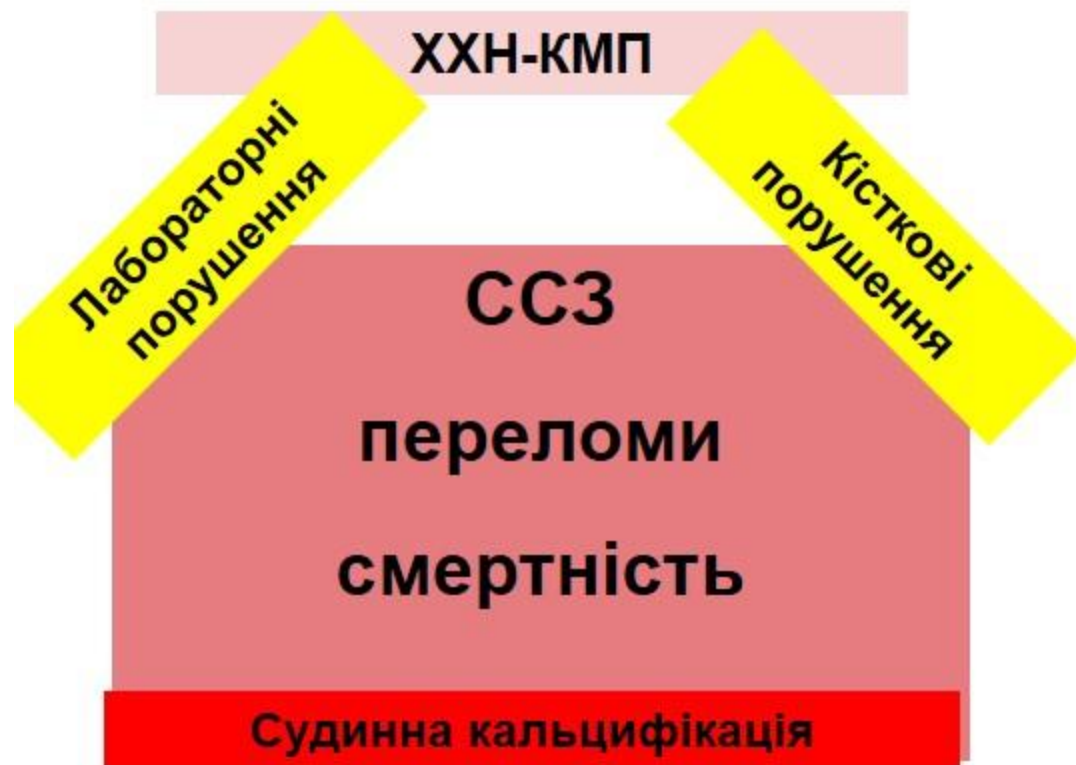 ХХН-КМП
Лабораторні
порушення
Кісткові
порушення
ССЗ
переломи
смертність
Судинна кальцифікація